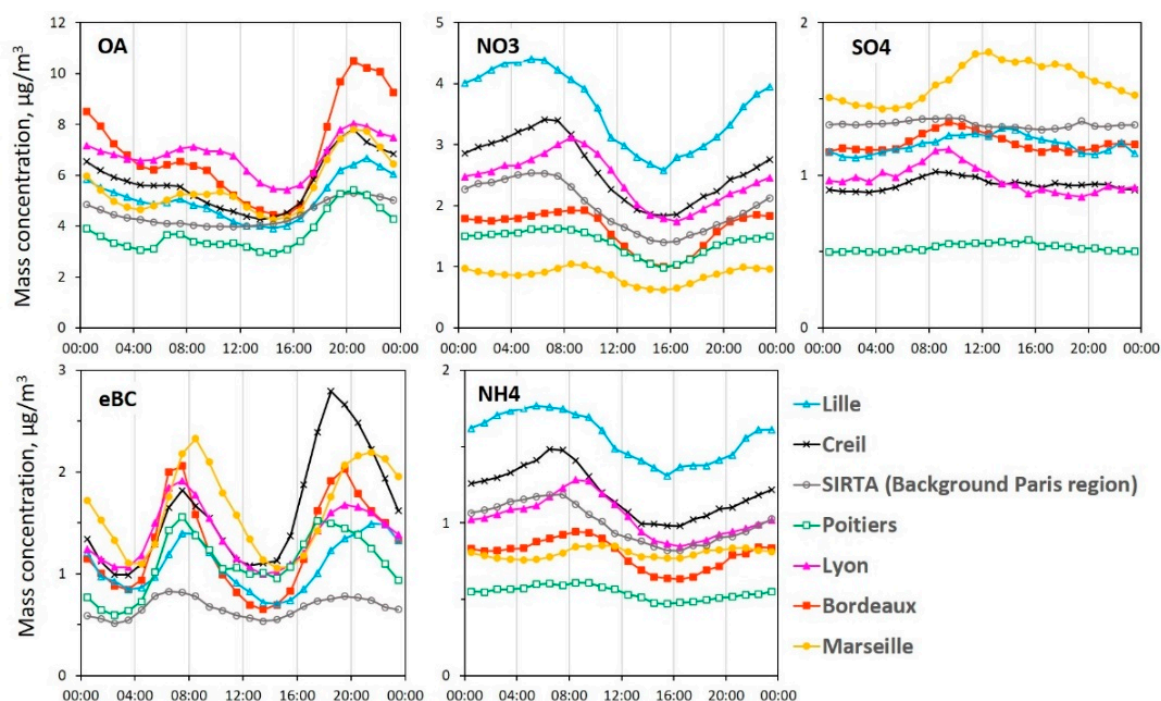 Mass concentration, µg/m³
OA
12
10
8
6
4
2
0
00:00 04:00 08:00 12:00 16:00 20:00 00:00
NO3
5
4
3
2
1
0
00:00 04:00 08:00 12:00 16:00 20:00 00:00
SO4
2
1
0
00:00 04:00 08:00 12:00 16:00 20:00 00:00
Mass concentration, µg/m³
eBC
3
2
1
0
00:00 04:00 08:00 12:00 16:00 20:00 00:00
NH4
2
1
0
00:00 04:00 08:00 12:00 16:00 20:00 00:00
Lille
Creil
SIRTA (Background Paris region)
Poitiers
Lyon
Bordeaux
Marseille